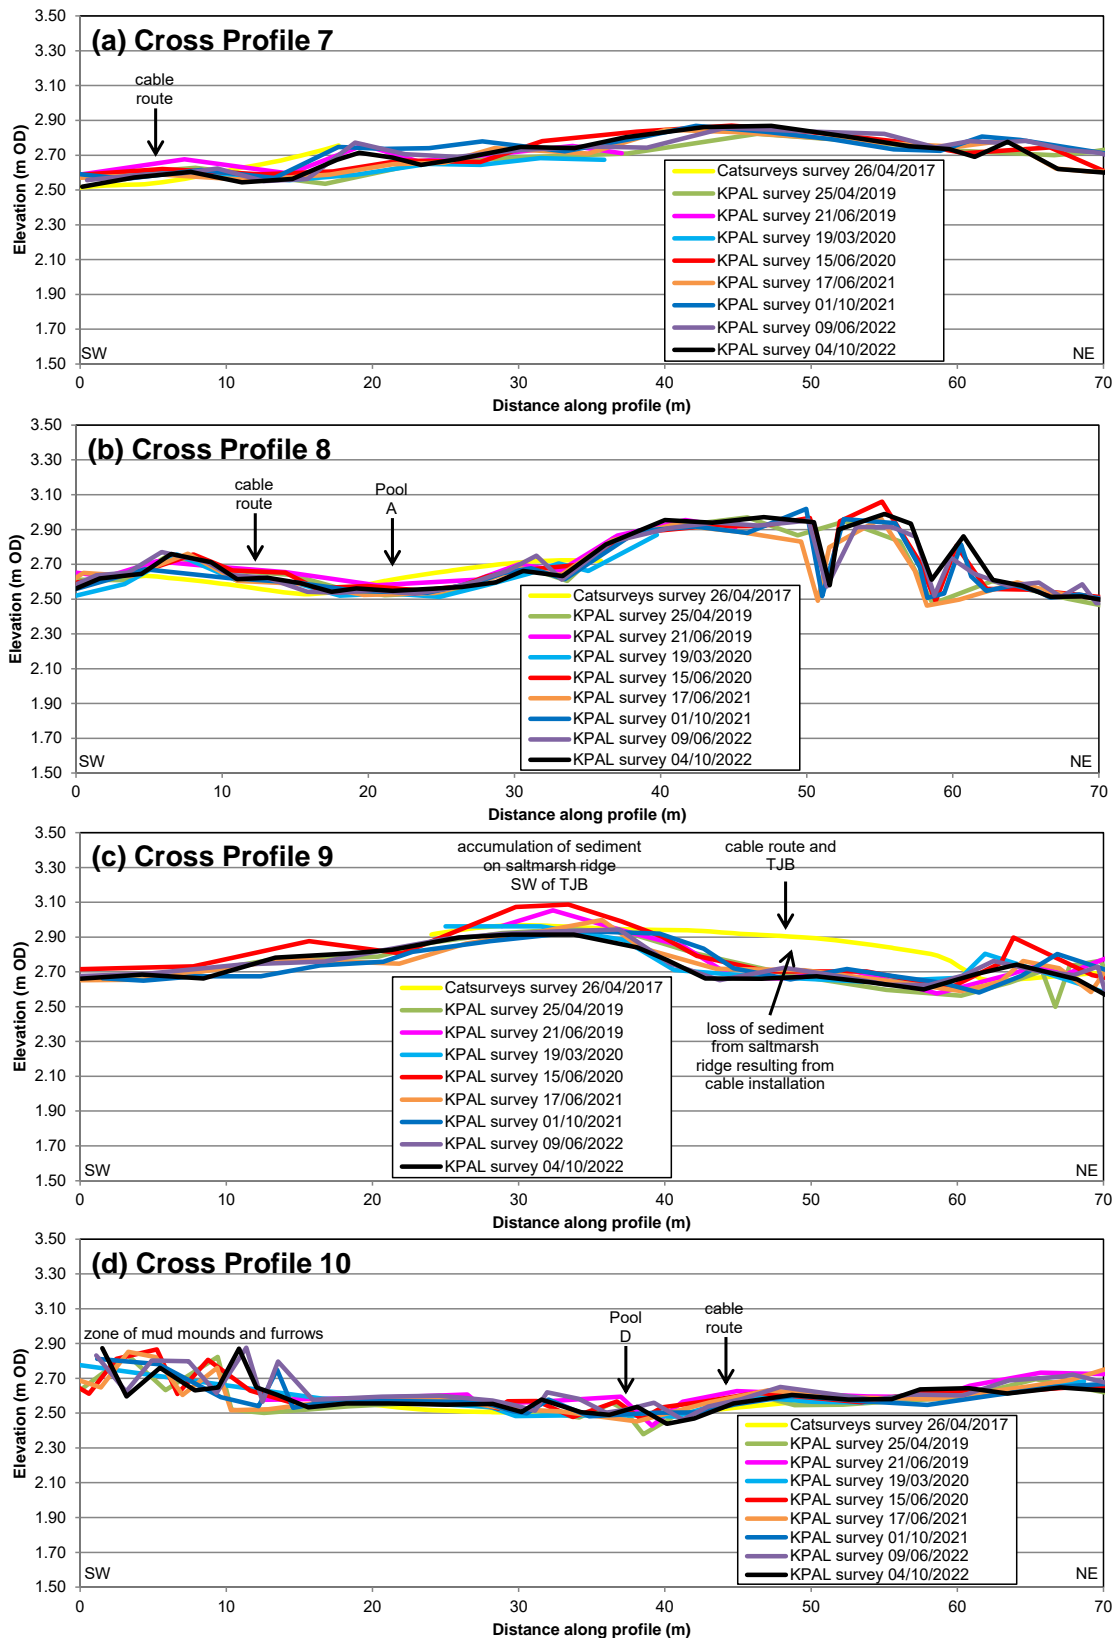 (a) Cross Profile 7
Elevation (m OD)
3.50
3.30
3.10
2.90
2.70
2.50
2.30
2.10
1.90
1.70
1.50
cable
route
Catsurveys survey 26/04/2017
KPAL survey 25/04/2019
KPAL survey 21/06/2019
KPAL survey 19/03/2020
KPAL survey 15/06/2020
KPAL survey 17/06/2021
KPAL survey 01/10/2021
KPAL survey 09/06/2022
KPAL survey 04/10/2022
SW
NE
0 10 20 30 40 50 60 70
Distance along profile (m)
(b) Cross Profile 8
Elevation (m OD)
3.50
3.30
3.10
2.90
2.70
2.50
2.30
2.10
1.90
1.70
1.50
cable
route
Pool
A
Catsurveys survey 26/04/2017
KPAL survey 25/04/2019
KPAL survey 21/06/2019
KPAL survey 19/03/2020
KPAL survey 15/06/2020
KPAL survey 17/06/2021
KPAL survey 01/10/2021
KPAL survey 09/06/2022
KPAL survey 04/10/2022
SW
NE
0 10 20 30 40 50 60 70
Distance along profile (m)
(c) Cross Profile 9
Elevation (m OD)
3.50
3.30
3.10
2.90
2.70
2.50
2.30
2.10
1.90
1.70
1.50
accumulation of sediment
on saltmarsh ridge
SW of TJB
cable route and
TJB
loss of sediment
from saltmarsh
ridge resulting from
cable installation
Catsurveys survey 26/04/2017
KPAL survey 25/04/2019
KPAL survey 21/06/2019
KPAL survey 19/03/2020
KPAL survey 15/06/2020
KPAL survey 17/06/2021
KPAL survey 01/10/2021
KPAL survey 09/06/2022
KPAL survey 04/10/2022
SW
NE
0 10 20 30 40 50 60 70
Distance along profile (m)
(d) Cross Profile 10
Elevation (m OD)
3.50
3.30
3.10
2.90
2.70
2.50
2.30
2.10
1.90
1.70
1.50
zone of mud mounds and furrows
Pool
D
cable
route
Catsurveys survey 26/04/2017
KPAL survey 25/04/2019
KPAL survey 21/06/2019
KPAL survey 19/03/2020
KPAL survey 15/06/2020
KPAL survey 17/06/2021
KPAL survey 01/10/2021
KPAL survey 09/06/2022
KPAL survey 04/10/2022
SW
NE
0 10 20 30 40 50 60 70
Distance along profile (m)